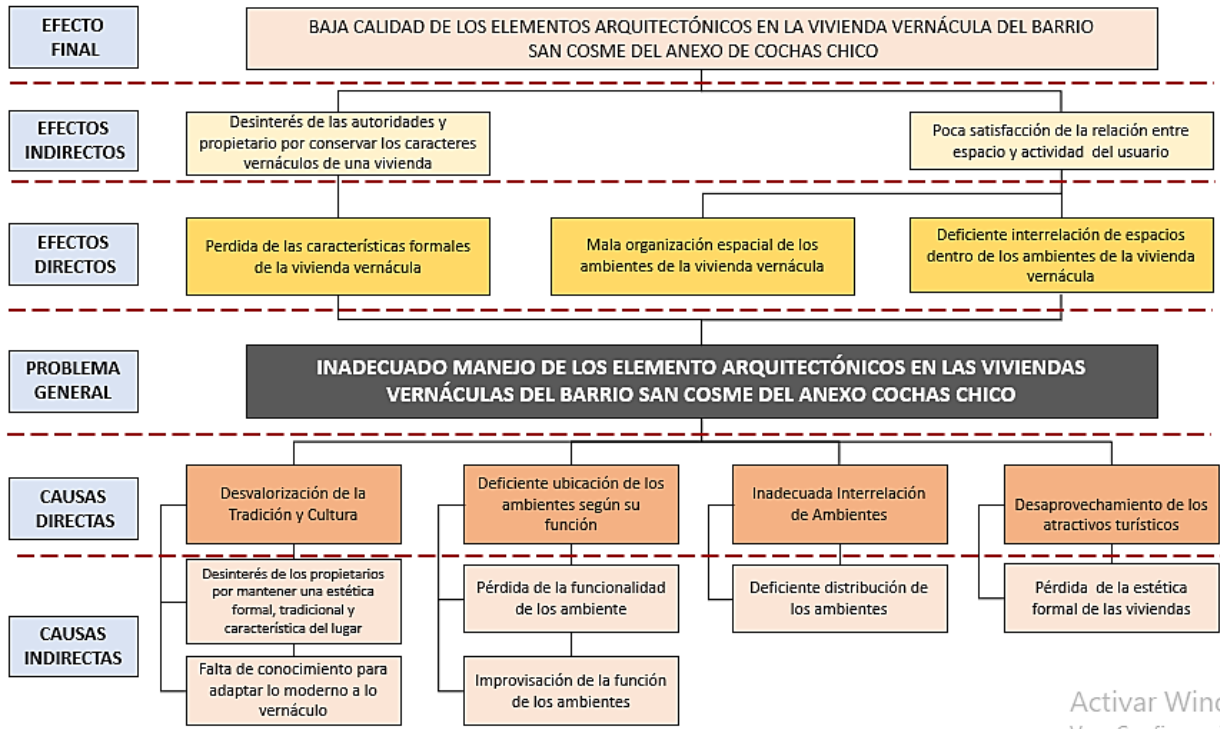 EFECTO
FINAL
BAJA CALIDAD DE LOS ELEMENTOS ARQUITECTÓNICOS EN LA VIVIENDA VERNÁCULA DEL BARRIO
SAN COSME DEL ANEXO DE COCHAS CHICO
EFECTOS
INDIRECTOS
Desinterés de las autoridades y
propietario por conservar los caracteres
vernáculos de una vivienda
Poca satisfacción de la relación entre
espacio y actividad del usuario
EFECTOS
DIRECTOS
Perdida de las características formales
de la vivienda vernácula
Mala organización espacial de los
ambientes de la vivienda vernácula
Deficiente interrelación de espacios
dentro de los ambientes de la vivienda
vernácula
PROBLEMA
GENERAL
INADECUADO MANEJO DE LOS ELEMENTO ARQUITECTÓNICOS EN LAS VIVIENDAS
VERNÁCULAS DEL BARRIO SAN COSME DEL ANEXO COCHAS CHICO
CAUSAS
DIRECTAS
Desvalorización de la
Tradición y Cultura
Deficiente ubicación de los
ambientes según su
función
Inadecuada Interrelación
de Ambientes
Desaprovechamiento de los
atractivos turísticos
CAUSAS
INDIRECTAS
Desinterés de los propietarios
por mantener una estética
formal, tradicional y
característica del lugar
Pérdida de la funcionalidad
de los ambiente
Deficiente distribución de
los ambientes
Pérdida de la estética
formal de las viviendas
Falta de conocimiento para
adaptar lo moderno a lo
vernáculo
Improvisación de la función
de los ambientes
Activar Wind